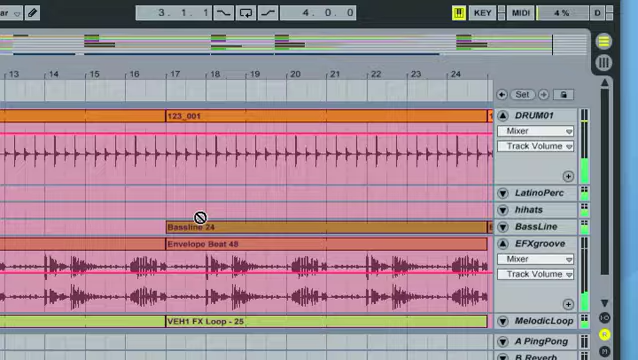 3. 1. 1
4. 0. 0
KEY
MIDI
4 %
D
13 14 15 16 17 18 19 20 21 22 23 24
Set
123_001
DRUM01
Mixer
Track Volume
LatinoPerc
hihats
Bassline 24
BassLine
Envelope Beat 48
EFXgroove
Mixer
Track Volume
VEH1 FX Loop - 25
MelodicLoop
A PingPong
B Reverb